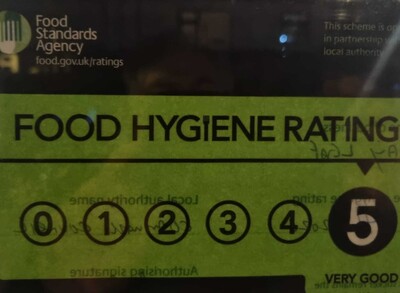 Food
Standards
Agency
food.gov.uk/ratings
This scheme is
in partnership
local authori
FOOD HYGIENE RATING
Local authority name
0 1 2 3 4 5
Authorising signature
VERY GOOD